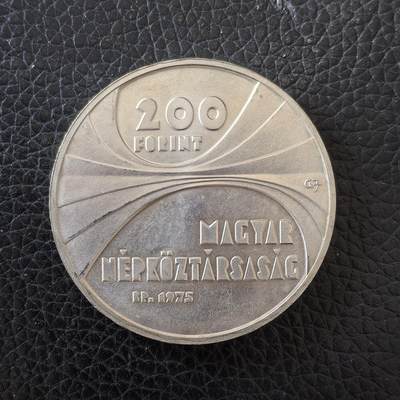 200
FORINT
MAGYAR
NÉPKÖZTÁRSASÁG
BP. 1975